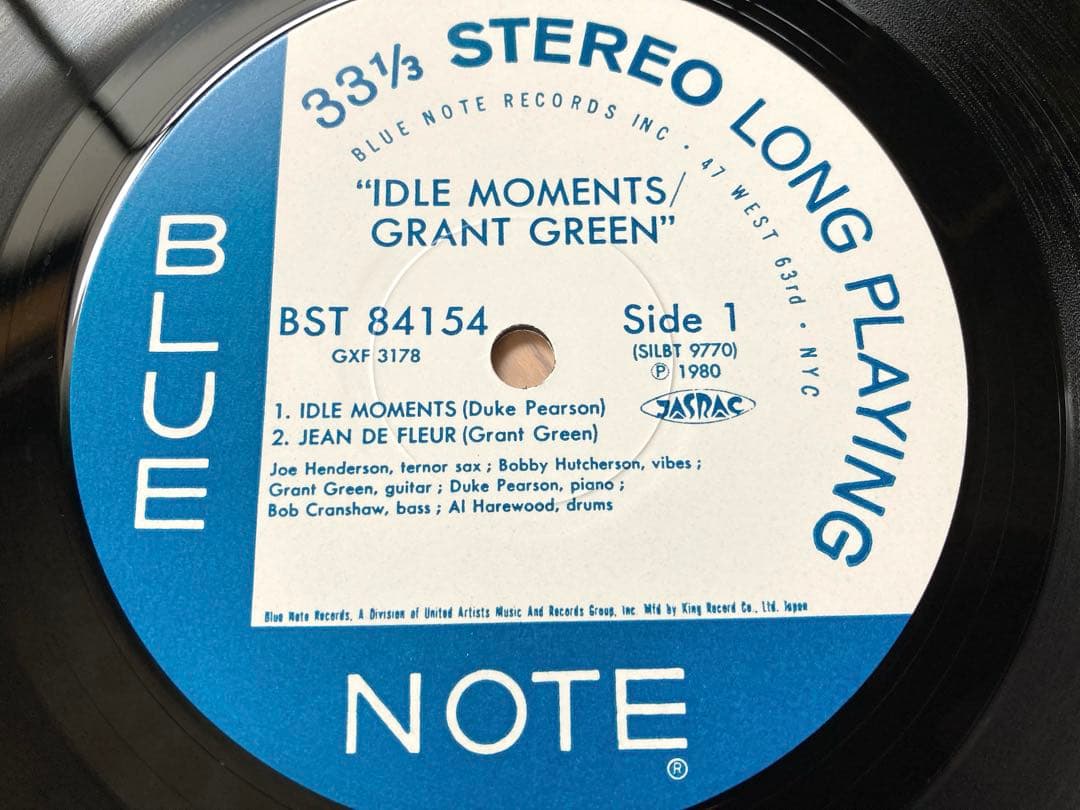 33⅓ STEREO LONG PLAYING
BLUE NOTE RECORDS INC · 47 WEST 63rd · NYC
"IDLE MOMENTS/
GRANT GREEN"
BST 84154
GXF 3178
Side 1
(SILBT 9770)
Ⓟ 1980
JASRAC
1. IDLE MOMENTS (Duke Pearson)
2. JEAN DE FLEUR (Grant Green)
Joe Henderson, ternor sax ; Bobby Hutcherson, vibes ;
Grant Green, guitar ; Duke Pearson, piano ;
Bob Cranshaw, bass ; Al Harewood, drums
Blue Note Records, A Division of United Artists Music And Records Group, Inc. Mfd by King Record Co., Ltd. Japan
BLUE
NOTE
®